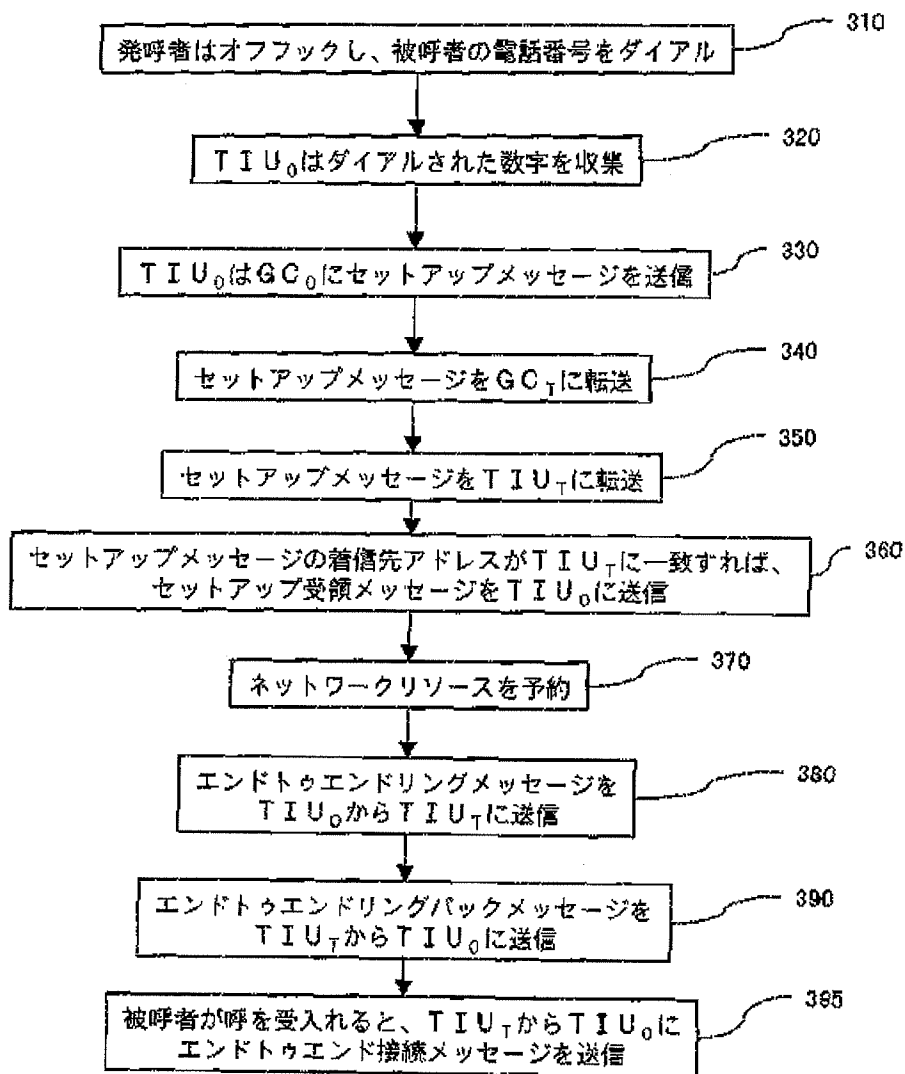 310
発呼者はオフフックし、被呼者の電話番号をダイアル
320
ＴＩＵ₀はダイアルされた数字を収集
330
ＴＩＵ₀はＧＣ₀にセットアップメッセージを送信
340
セットアップメッセージをＧＣ_Tに転送
350
セットアップメッセージをＴＩＵ_Tに転送
360
セットアップメッセージの着信先アドレスがＴＩＵ_Tに一致すれば、
セットアップ受領メッセージをＴＩＵ₀に送信
370
ネットワークリソースを予約
380
エンドトゥエンドリングメッセージを
ＴＩＵ₀からＴＩＵ_Tに送信
390
エンドトゥエンドリングバックメッセージを
ＴＩＵ_TからＴＩＵ₀に送信
395
被呼者が呼を受入れると、ＴＩＵ_TからＴＩＵ₀に
エンドトゥエンド接続メッセージを送信